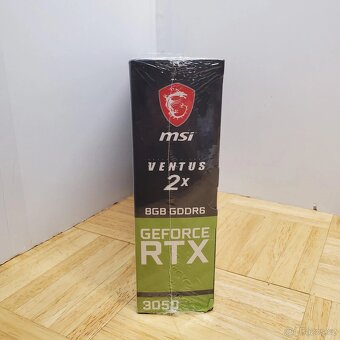 msi
VENTUS
2X
8GB GDDR6
GEFORCE
RTX
3050